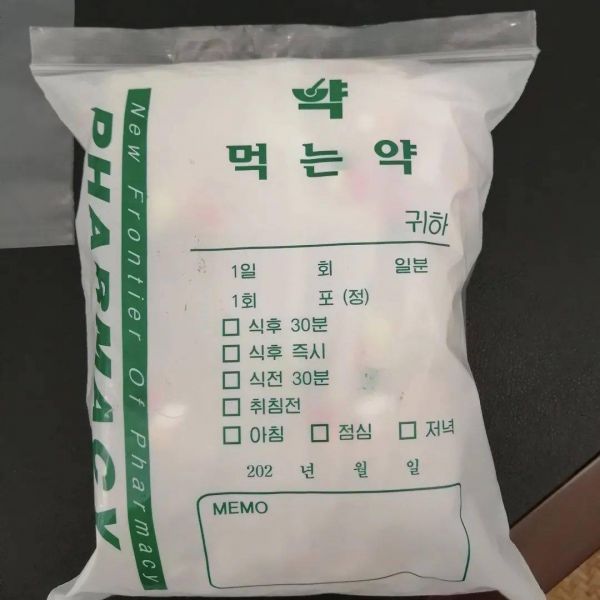 약
먹는약
귀하
1일 회 일분
1회 포 (정)
식후 30분
식후 즉시
식전 30분
취침전
아침 점심 저녁
202 년 월 일
MEMO
New Frontier Of Pharmacy
PHARMACY